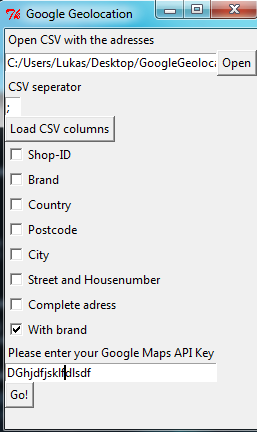 Google Geolocation
Open CSV with the adresses
C:/Users/Lukas/Desktop/GoogleGeoloca Open
CSV seperator
;
Load CSV columns
Shop-ID
Brand
Country
Postcode
City
Street and Housenumber
Complete adress
With brand
Please enter your Google Maps API Key
DGhjdfjsklfdlsdf
Go!